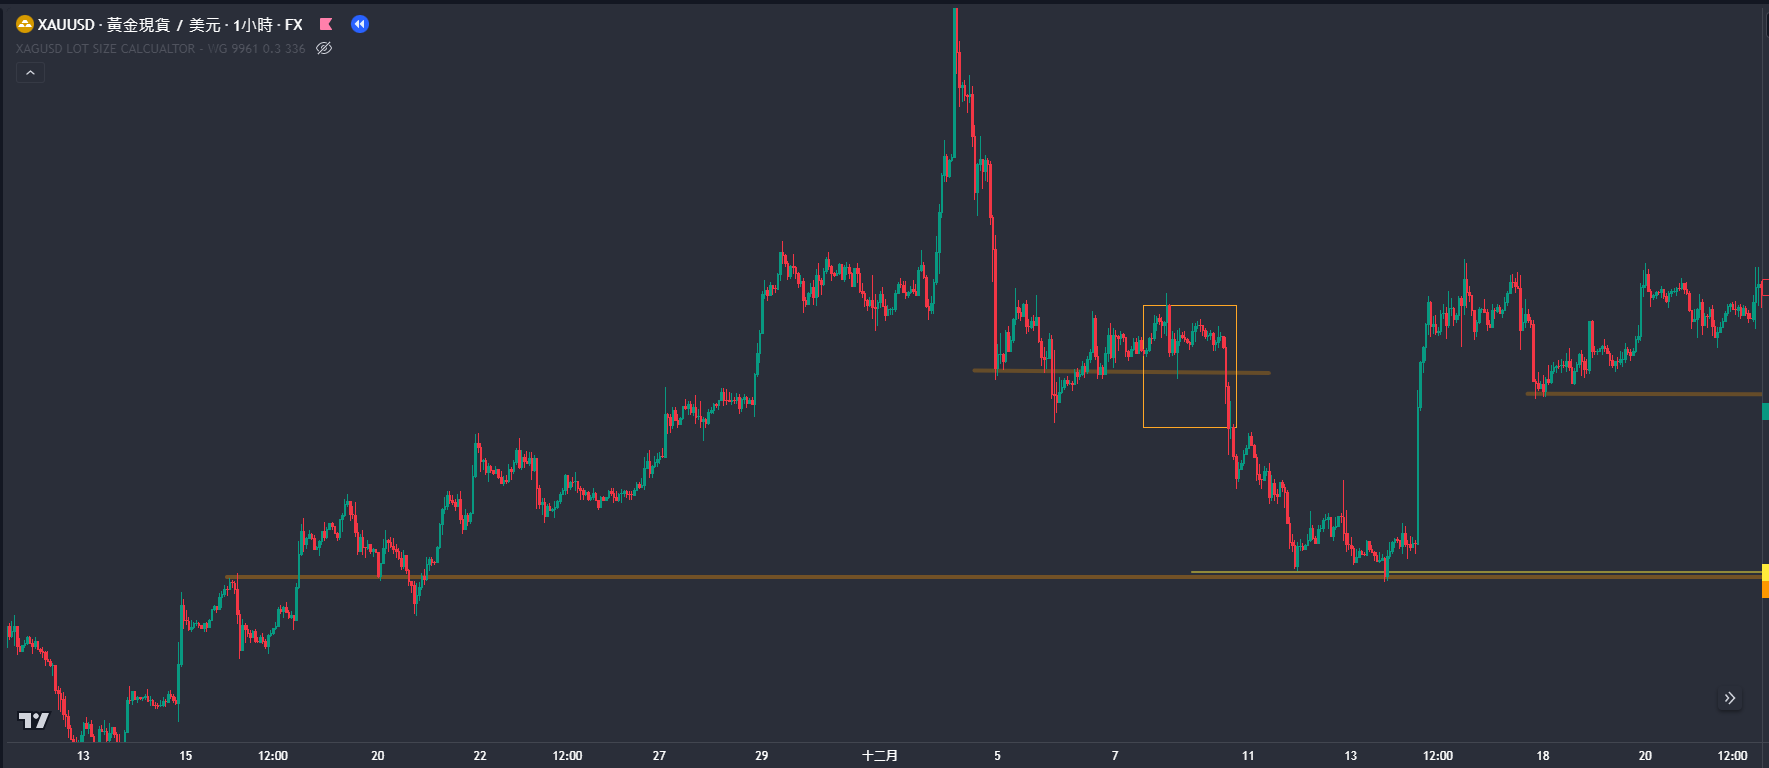 XAUUSD · 黃金現貨 / 美元 · 1小時 · FX
XAGUSD LOT SIZE CALCUALTOR - WG 9961 0.3 336
13 15 12:00 20 22 12:00 27 29 十二月 5 7 11 13 12:00 18 20 12:00